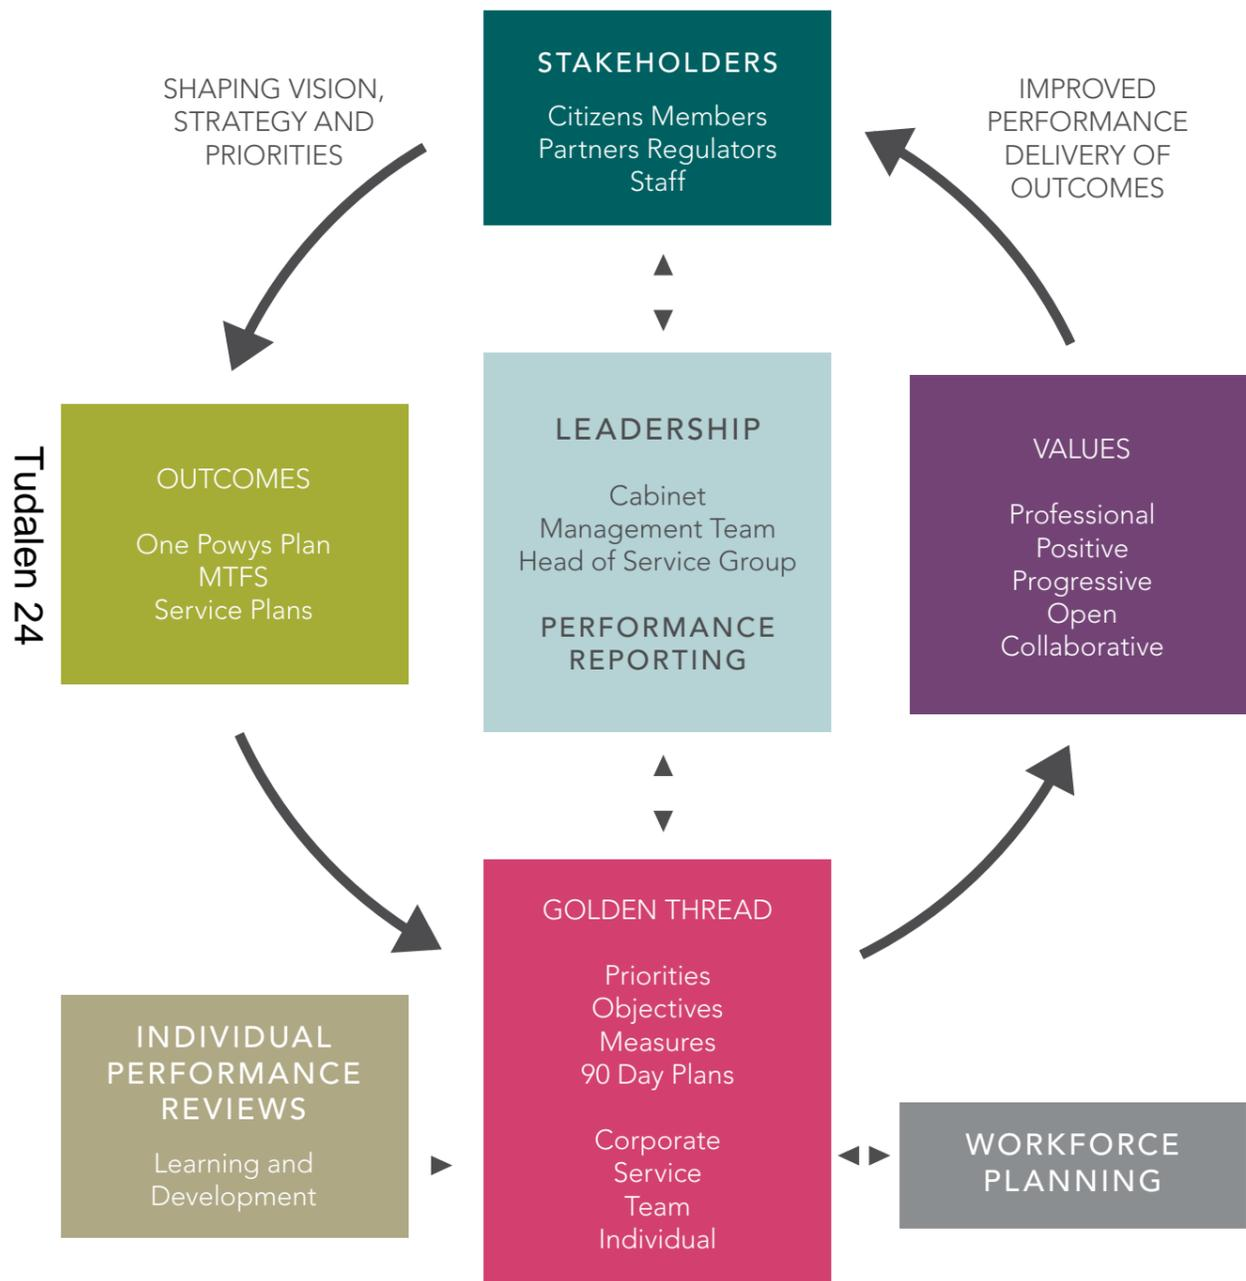 SHAPING VISION,
STRATEGY AND
PRIORITIES
STAKEHOLDERS
Citizens Members
Partners Regulators
Staff
IMPROVED
PERFORMANCE
DELIVERY OF
OUTCOMES
Tudalen 24
OUTCOMES
One Powys Plan
MTFS
Service Plans
LEADERSHIP
Cabinet
Management Team
Head of Service Group
PERFORMANCE
REPORTING
VALUES
Professional
Positive
Progressive
Open
Collaborative
INDIVIDUAL
PERFORMANCE
REVIEWS
Learning and
Development
GOLDEN THREAD
Priorities
Objectives
Measures
90 Day Plans
Corporate
Service
Team
Individual
WORKFORCE
PLANNING